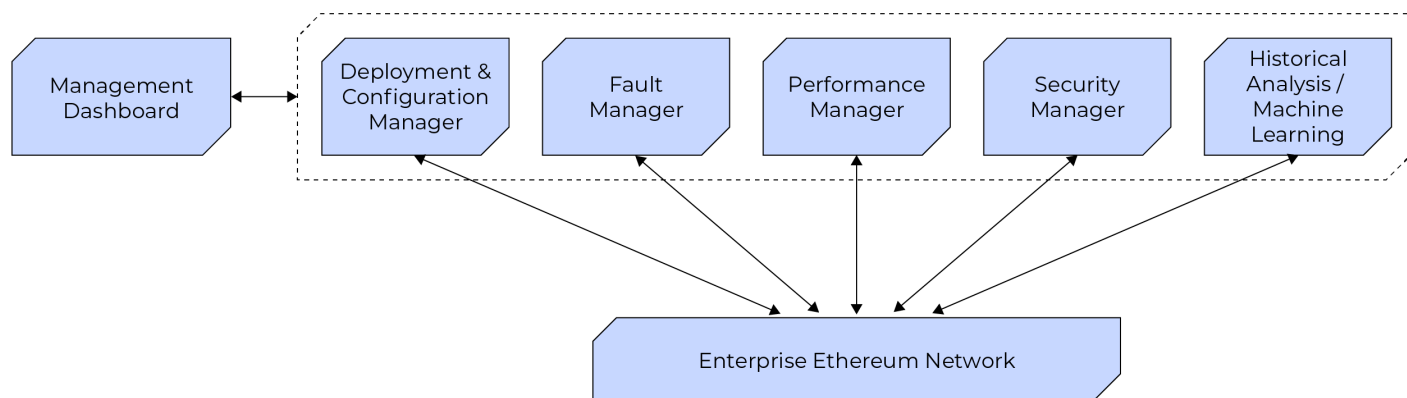 Management
Dashboard
Deployment &
Configuration
Manager
Fault
Manager
Performance
Manager
Security
Manager
Historical
Analysis /
Machine
Learning
Enterprise Ethereum Network